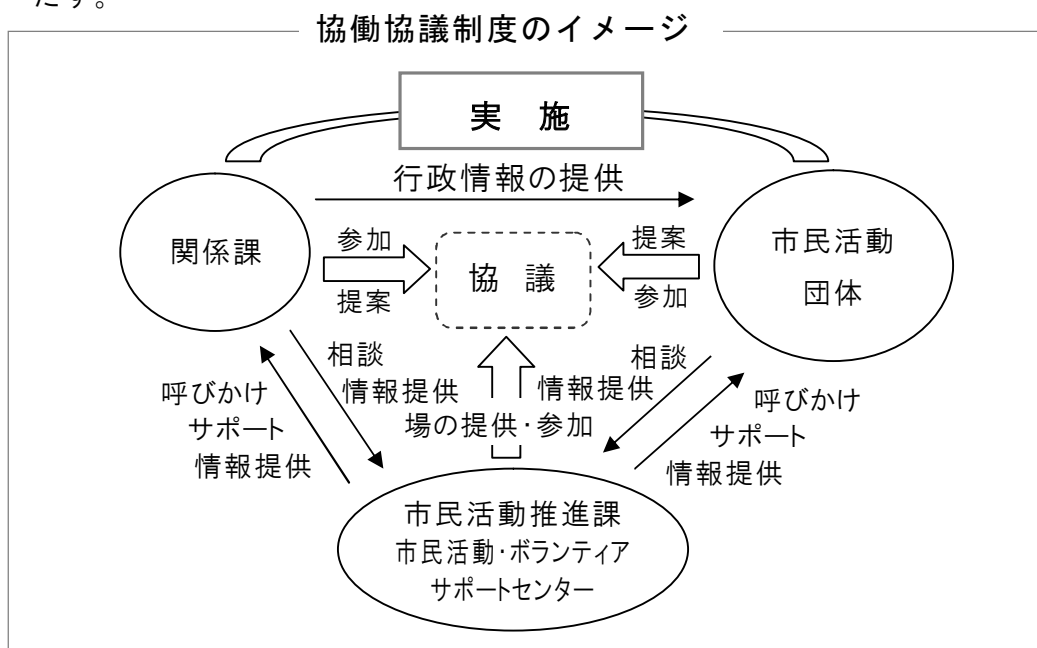 たす。
協働協議制度のイメージ
実 施
行政情報の提供
関係課
参加
提案
協 議
提案
参加
市民活動
団体
相談
情報提供
呼びかけ
サポート
情報提供
場の提供・参加
相談
情報提供
呼びかけ
サポート
情報提供
市民活動推進課
市民活動・ボランティア
サポートセンター